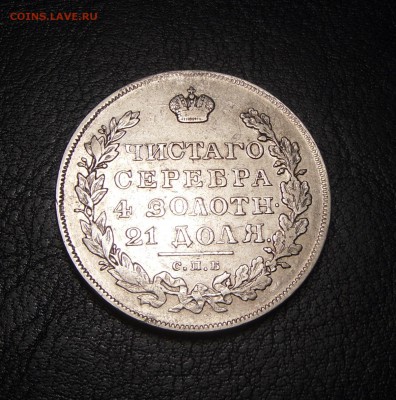 COINS.LAVE.RU
ЧИСТАГО
СЕРЕБРА
4 ЗОЛОТН·
21 ДОЛЯ.
С.П.Б